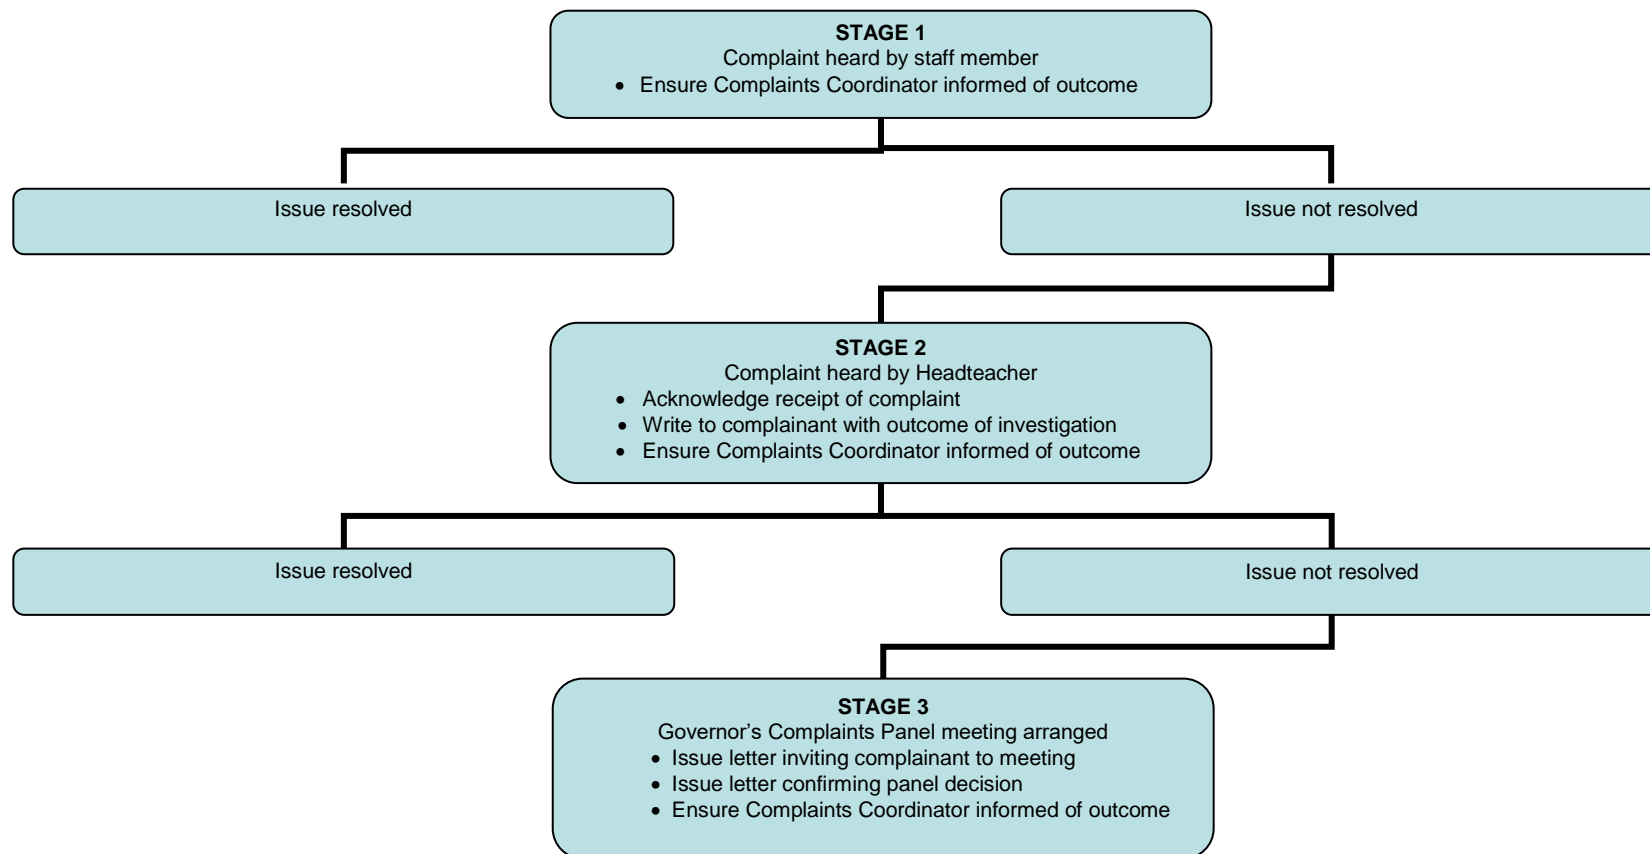 STAGE 1
Complaint heard by staff member
• Ensure Complaints Coordinator informed of outcome
Issue resolved
Issue not resolved
STAGE 2
Complaint heard by Headteacher
• Acknowledge receipt of complaint
• Write to complainant with outcome of investigation
• Ensure Complaints Coordinator informed of outcome
Issue resolved
Issue not resolved
STAGE 3
Governor’s Complaints Panel meeting arranged
• Issue letter inviting complainant to meeting
• Issue letter confirming panel decision
• Ensure Complaints Coordinator informed of outcome